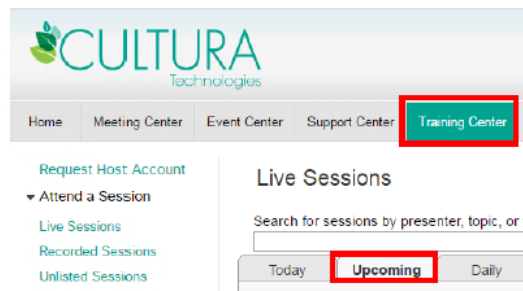 CULTURA
Technologies
Home Meeting Center Event Center Support Center Training Center
Request Host Account
Attend a Session
Live Sessions
Recorded Sessions
Unlisted Sessions
Live Sessions
Search for sessions by presenter, topic, or
Today Upcoming Daily